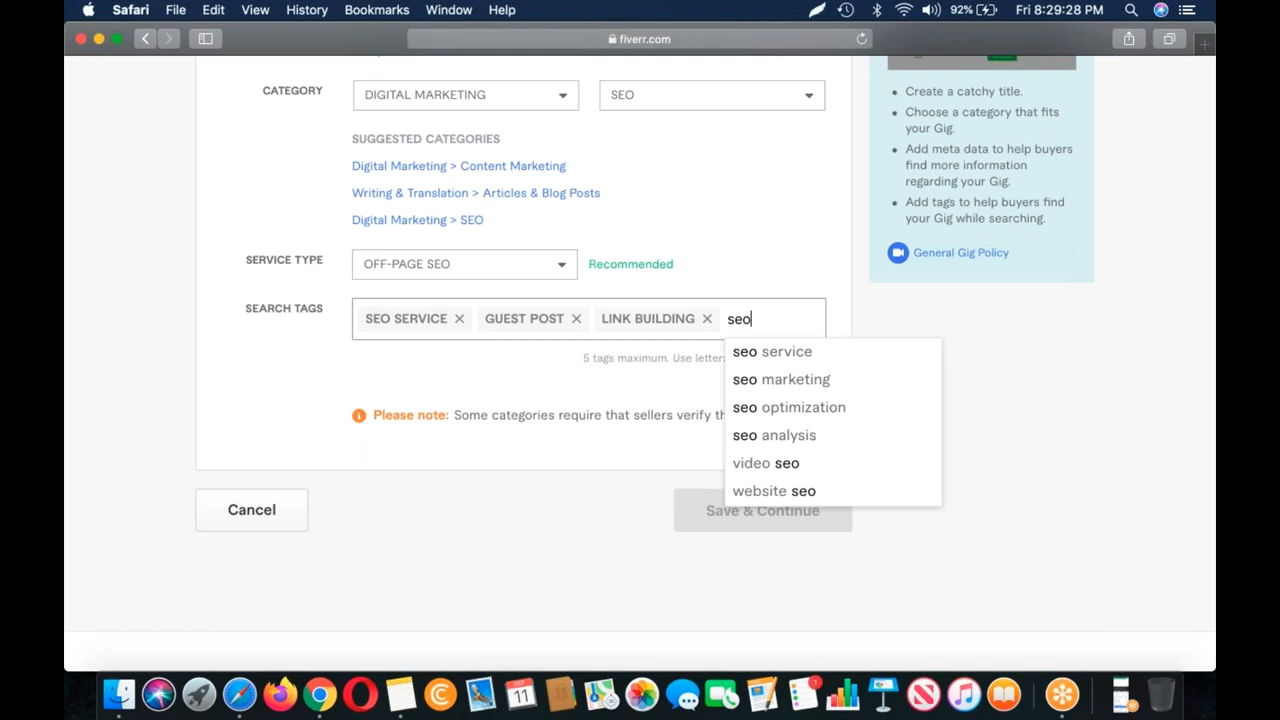 Safari File Edit View History Bookmarks Window Help 92% Fri 8:29:28 PM
fiverr.com
CATEGORY DIGITAL MARKETING SEO
SUGGESTED CATEGORIES
Digital Marketing > Content Marketing
Writing & Translation > Articles & Blog Posts
Digital Marketing > SEO
SERVICE TYPE OFF-PAGE SEO Recommended
SEARCH TAGS SEO SERVICE × GUEST POST × LINK BUILDING × seo
seo service
seo marketing
seo optimization
seo analysis
video seo
website seo
5 tags maximum. Use letters
Please note: Some categories require that sellers verify th
Cancel Save & Continue
• Create a catchy title.
• Choose a category that fits
your Gig.
• Add meta data to help buyers
find more information
regarding your Gig.
• Add tags to help buyers find
your Gig while searching.
General Gig Policy
SEP
11
1